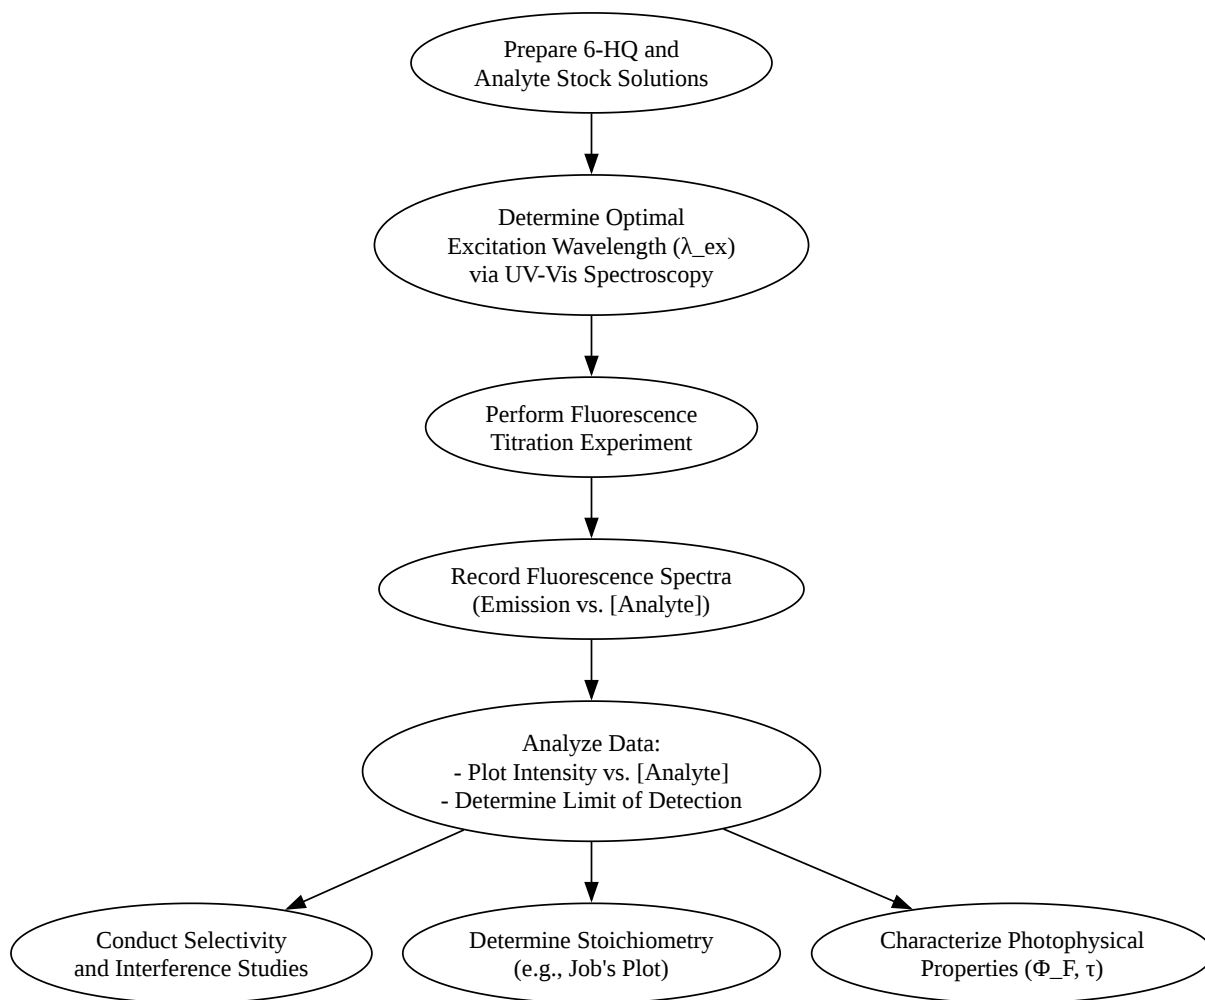 Prepare 6-HQ and
Analyte Stock Solutions
Determine Optimal
Excitation Wavelength (λ_ex)
via UV-Vis Spectroscopy
Perform Fluorescence
Titration Experiment
Record Fluorescence Spectra
(Emission vs. [Analyte])
Analyze Data:
- Plot Intensity vs. [Analyte]
- Determine Limit of Detection
Conduct Selectivity
and Interference Studies
Determine Stoichiometry
(e.g., Job's Plot)
Characterize Photophysical
Properties (Φ_F, τ)